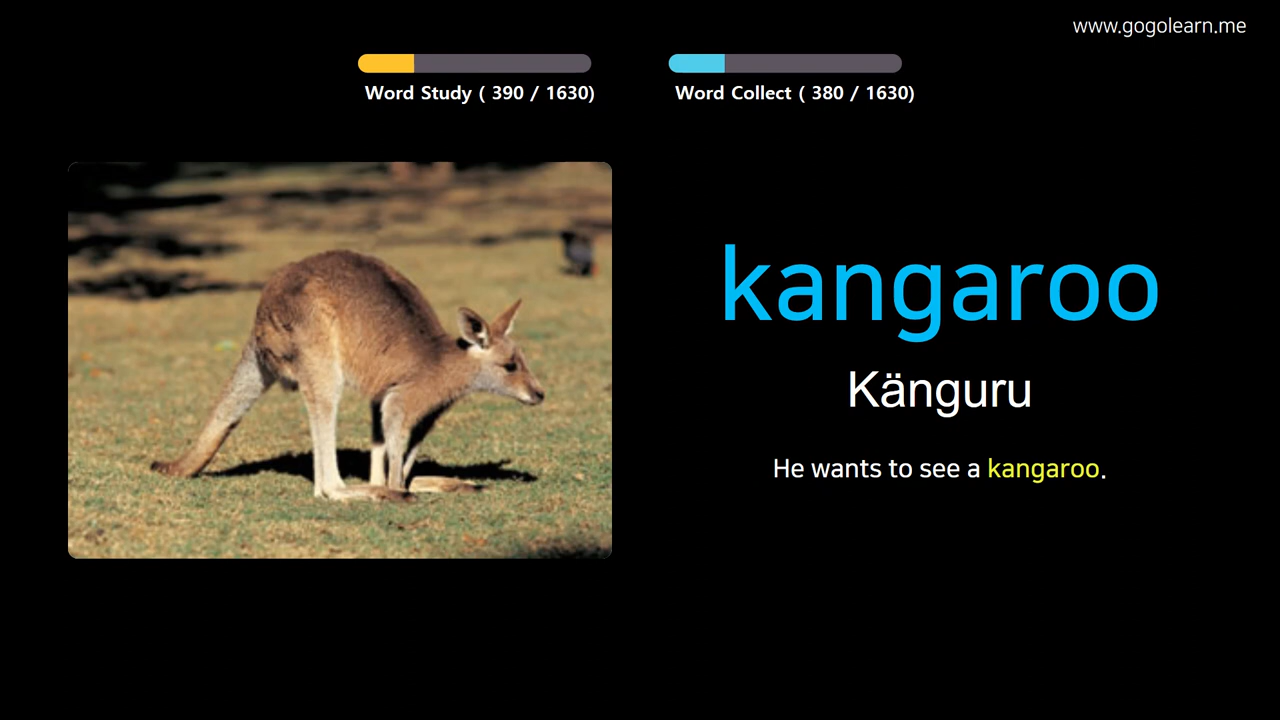 www.gogolearn.me
Word Study ( 390 / 1630)
Word Collect ( 380 / 1630)
kangaroo
Känguru
He wants to see a kangaroo.